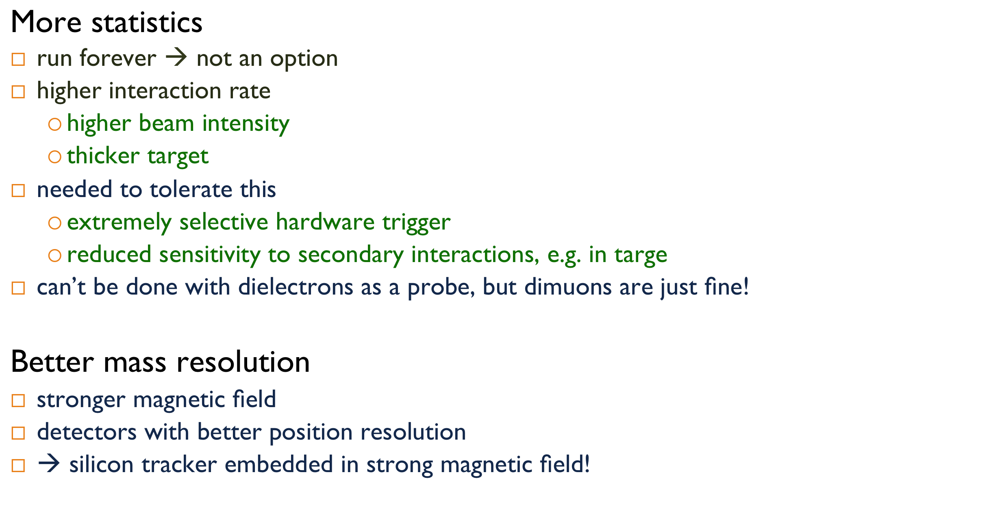 More statistics
run forever → not an option
higher interaction rate
higher beam intensity
thicker target
needed to tolerate this
extremely selective hardware trigger
reduced sensitivity to secondary interactions, e.g. in targe
can’t be done with dielectrons as a probe, but dimuons are just fine!
Better mass resolution
stronger magnetic field
detectors with better position resolution
→ silicon tracker embedded in strong magnetic field!